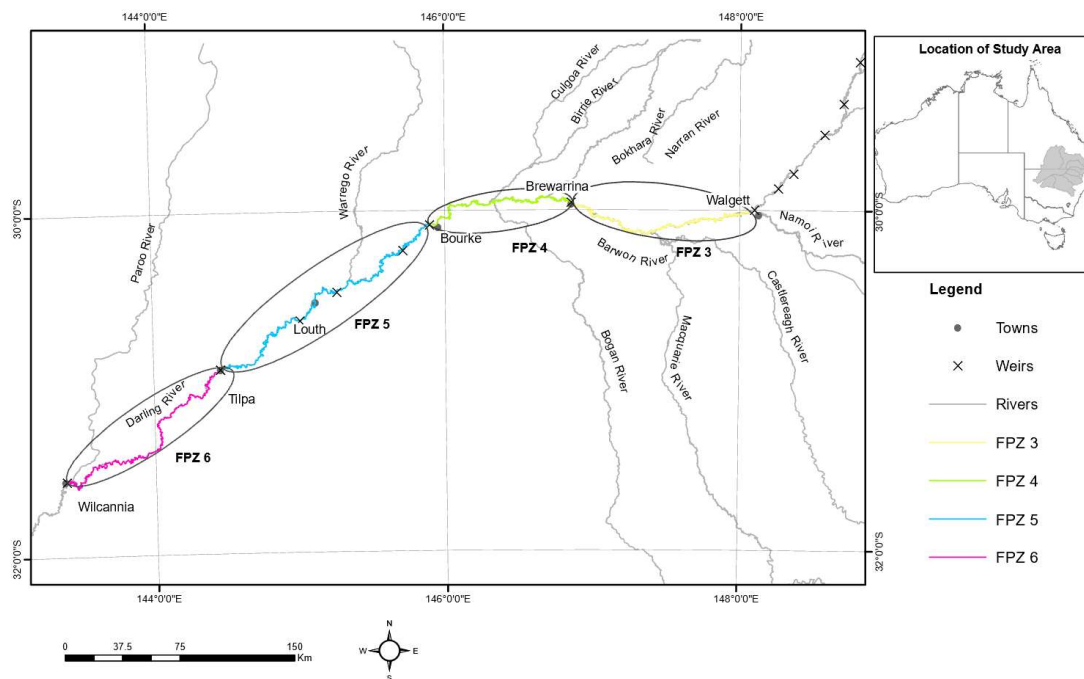 144°0'0"E
146°0'0"E
148°0'0"E
Location of Study Area
Culgoa River
Birrie River
Bokhara River
Narran River
Warrego River
Paroo River
30°0'0"S
30°0'0"S
Brewarrina
Walgett
Namoi River
Bourke
FPZ 4
Barwon River
FPZ 3
Castlereagh River
Legend
Towns
Weirs
Rivers
FPZ 3
FPZ 4
FPZ 5
FPZ 6
Louth
FPZ 5
Bogan River
Macquarie River
Darling River
Tilpa
FPZ 6
Wilcannia
32°0'0"S
32°0'0"S
144°0'0"E
146°0'0"E
148°0'0"E
0 37.5 75 150
Km
N
W E
S